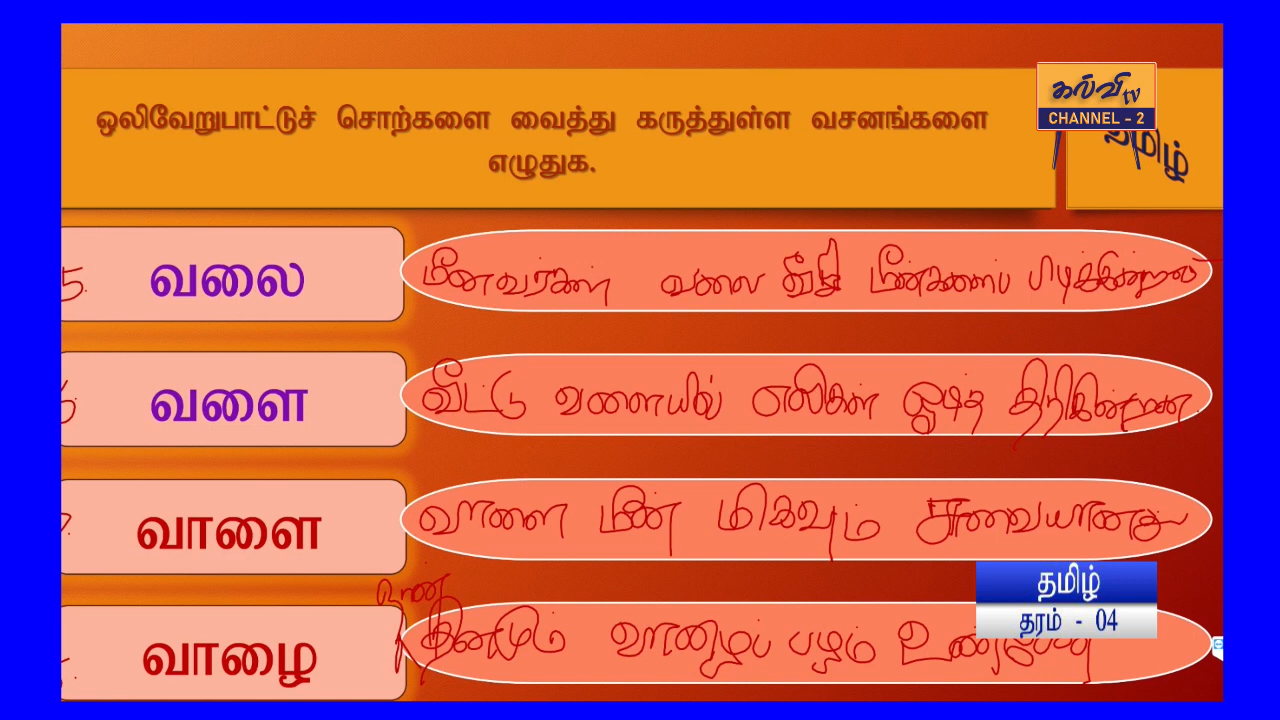 ஒலிவேறுபாட்டுச் சொற்களை வைத்து கருத்துள்ள வசனங்களை
எழுதுக.
கல்வி tv
CHANNEL - 2
தமிழ்
5. வலை மீனவர்கள் வலை வீசி மீன்களைப் பிடிக்கின்றனர்
வளை வீட்டு வளையில் எலிகள் ஓடித் திரிகின்றன.
வாளை வாளை மீன் மிகவும் சுவையானது
வாழை நான் தினமும் வாழைப் பழம்
தமிழ்
தரம் - 04